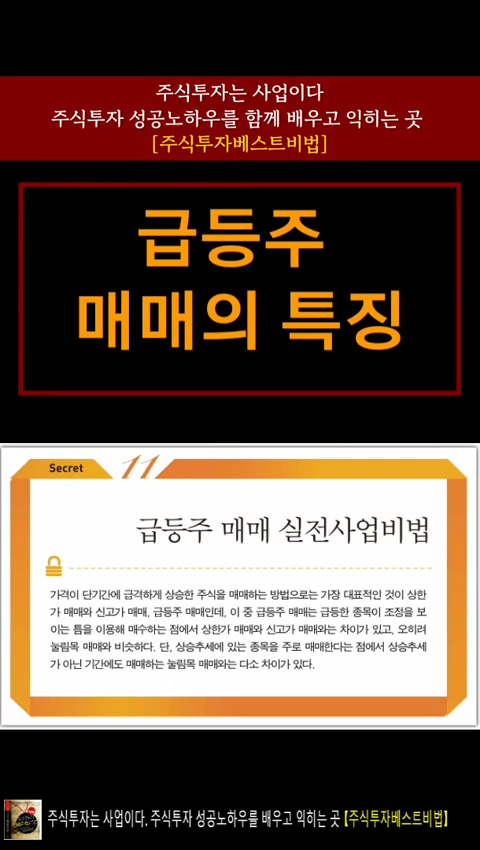 주식투자는 사업이다
주식투자 성공노하우를 함께 배우고 익히는 곳
[주식투자베스트비법]
급등주
매매의 특징
Secret 11
급등주 매매 실전사업비법
가격이 단기간에 급격하게 상승한 주식을 매매하는 방법으로는 가장 대표적인 것이 상한
가 매매와 신고가 매매, 급등주 매매인데, 이 중 급등주 매매는 급등한 종목이 조정을 보
이는 틈을 이용해 매수하는 점에서 상한가 매매와 신고가 매매와는 차이가 있고, 오히려
눌림목 매매와 비슷하다. 단, 상승추세에 있는 종목을 주로 매매한다는 점에서 상승추세
가 아닌 기간에도 매매하는 눌림목 매매와는 다소 차이가 있다.
주식투자는 사업이다. 주식투자 성공노하우를 배우고 익히는 곳 [주식투자베스트비법]